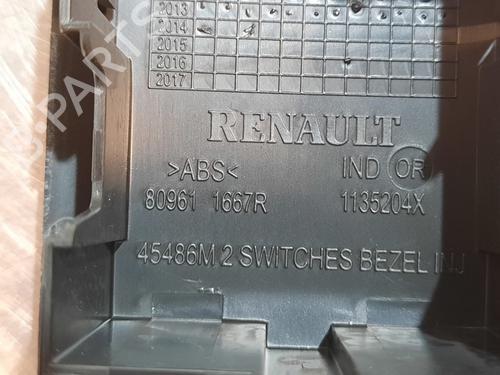 2013
2014
2015
2016
2017
RENAULT
>ABS< IND OR
80961 1667R 1135204X
45486M 2 SWITCHES BEZEL INJ